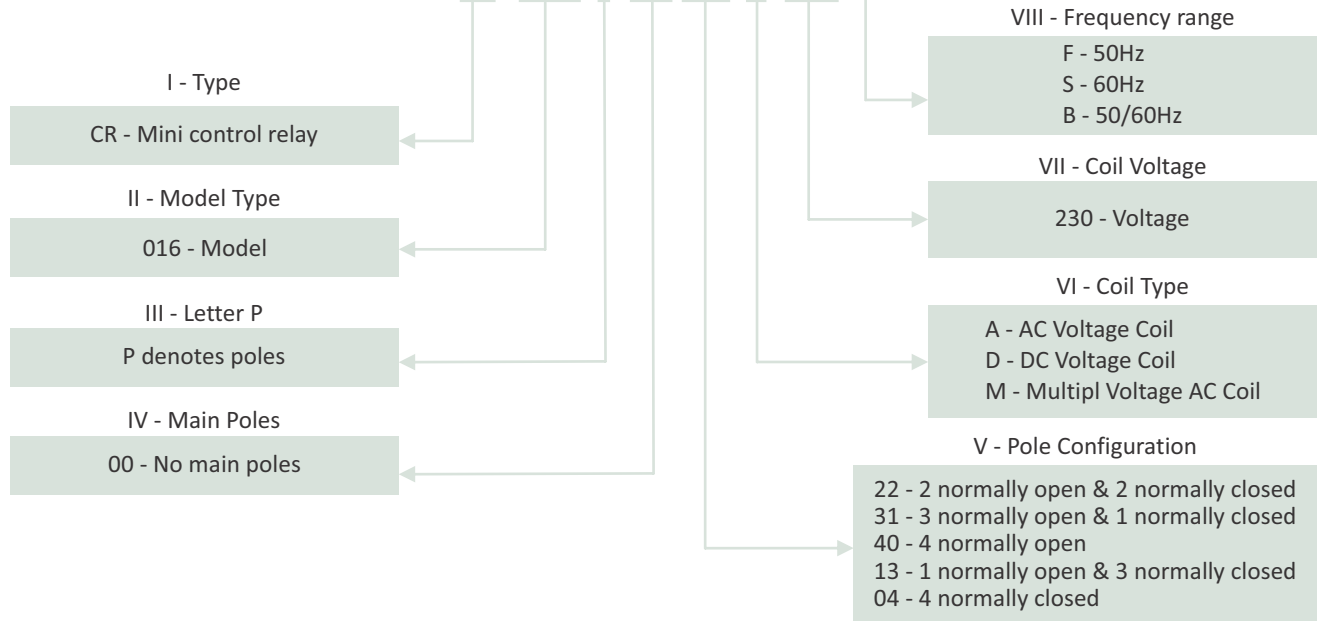 I - Type
CR - Mini control relay
II - Model Type
016 - Model
III - Letter P
P denotes poles
IV - Main Poles
00 - No main poles
VIII - Frequency range
F - 50Hz
S - 60Hz
B - 50/60Hz
VII - Coil Voltage
230 - Voltage
VI - Coil Type
A - AC Voltage Coil
D - DC Voltage Coil
M - Multipl Voltage AC Coil
V - Pole Configuration
22 - 2 normally open & 2 normally closed
31 - 3 normally open & 1 normally closed
40 - 4 normally open
13 - 1 normally open & 3 normally closed
04 - 4 normally closed